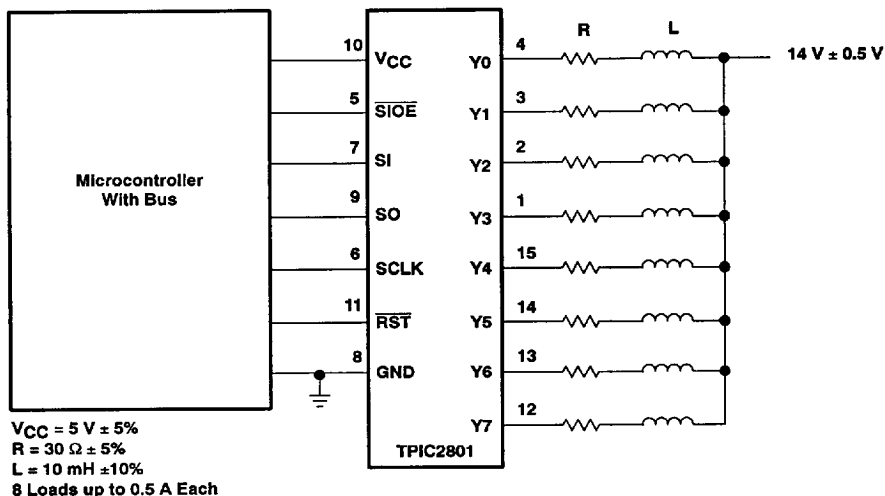 R L
10 VCC Y0 4 14 V ± 0.5 V
5 SIOE Y1 3
7 SI Y2 2
Microcontroller
With Bus
9 SO Y3 1
6 SCLK Y4 15
11 RST Y5 14
8 GND Y6 13
Y7 12
TPIC2801
VCC = 5 V ± 5%
R = 30 Ω ± 5%
L = 10 mH ±10%
8 Loads up to 0.5 A Each